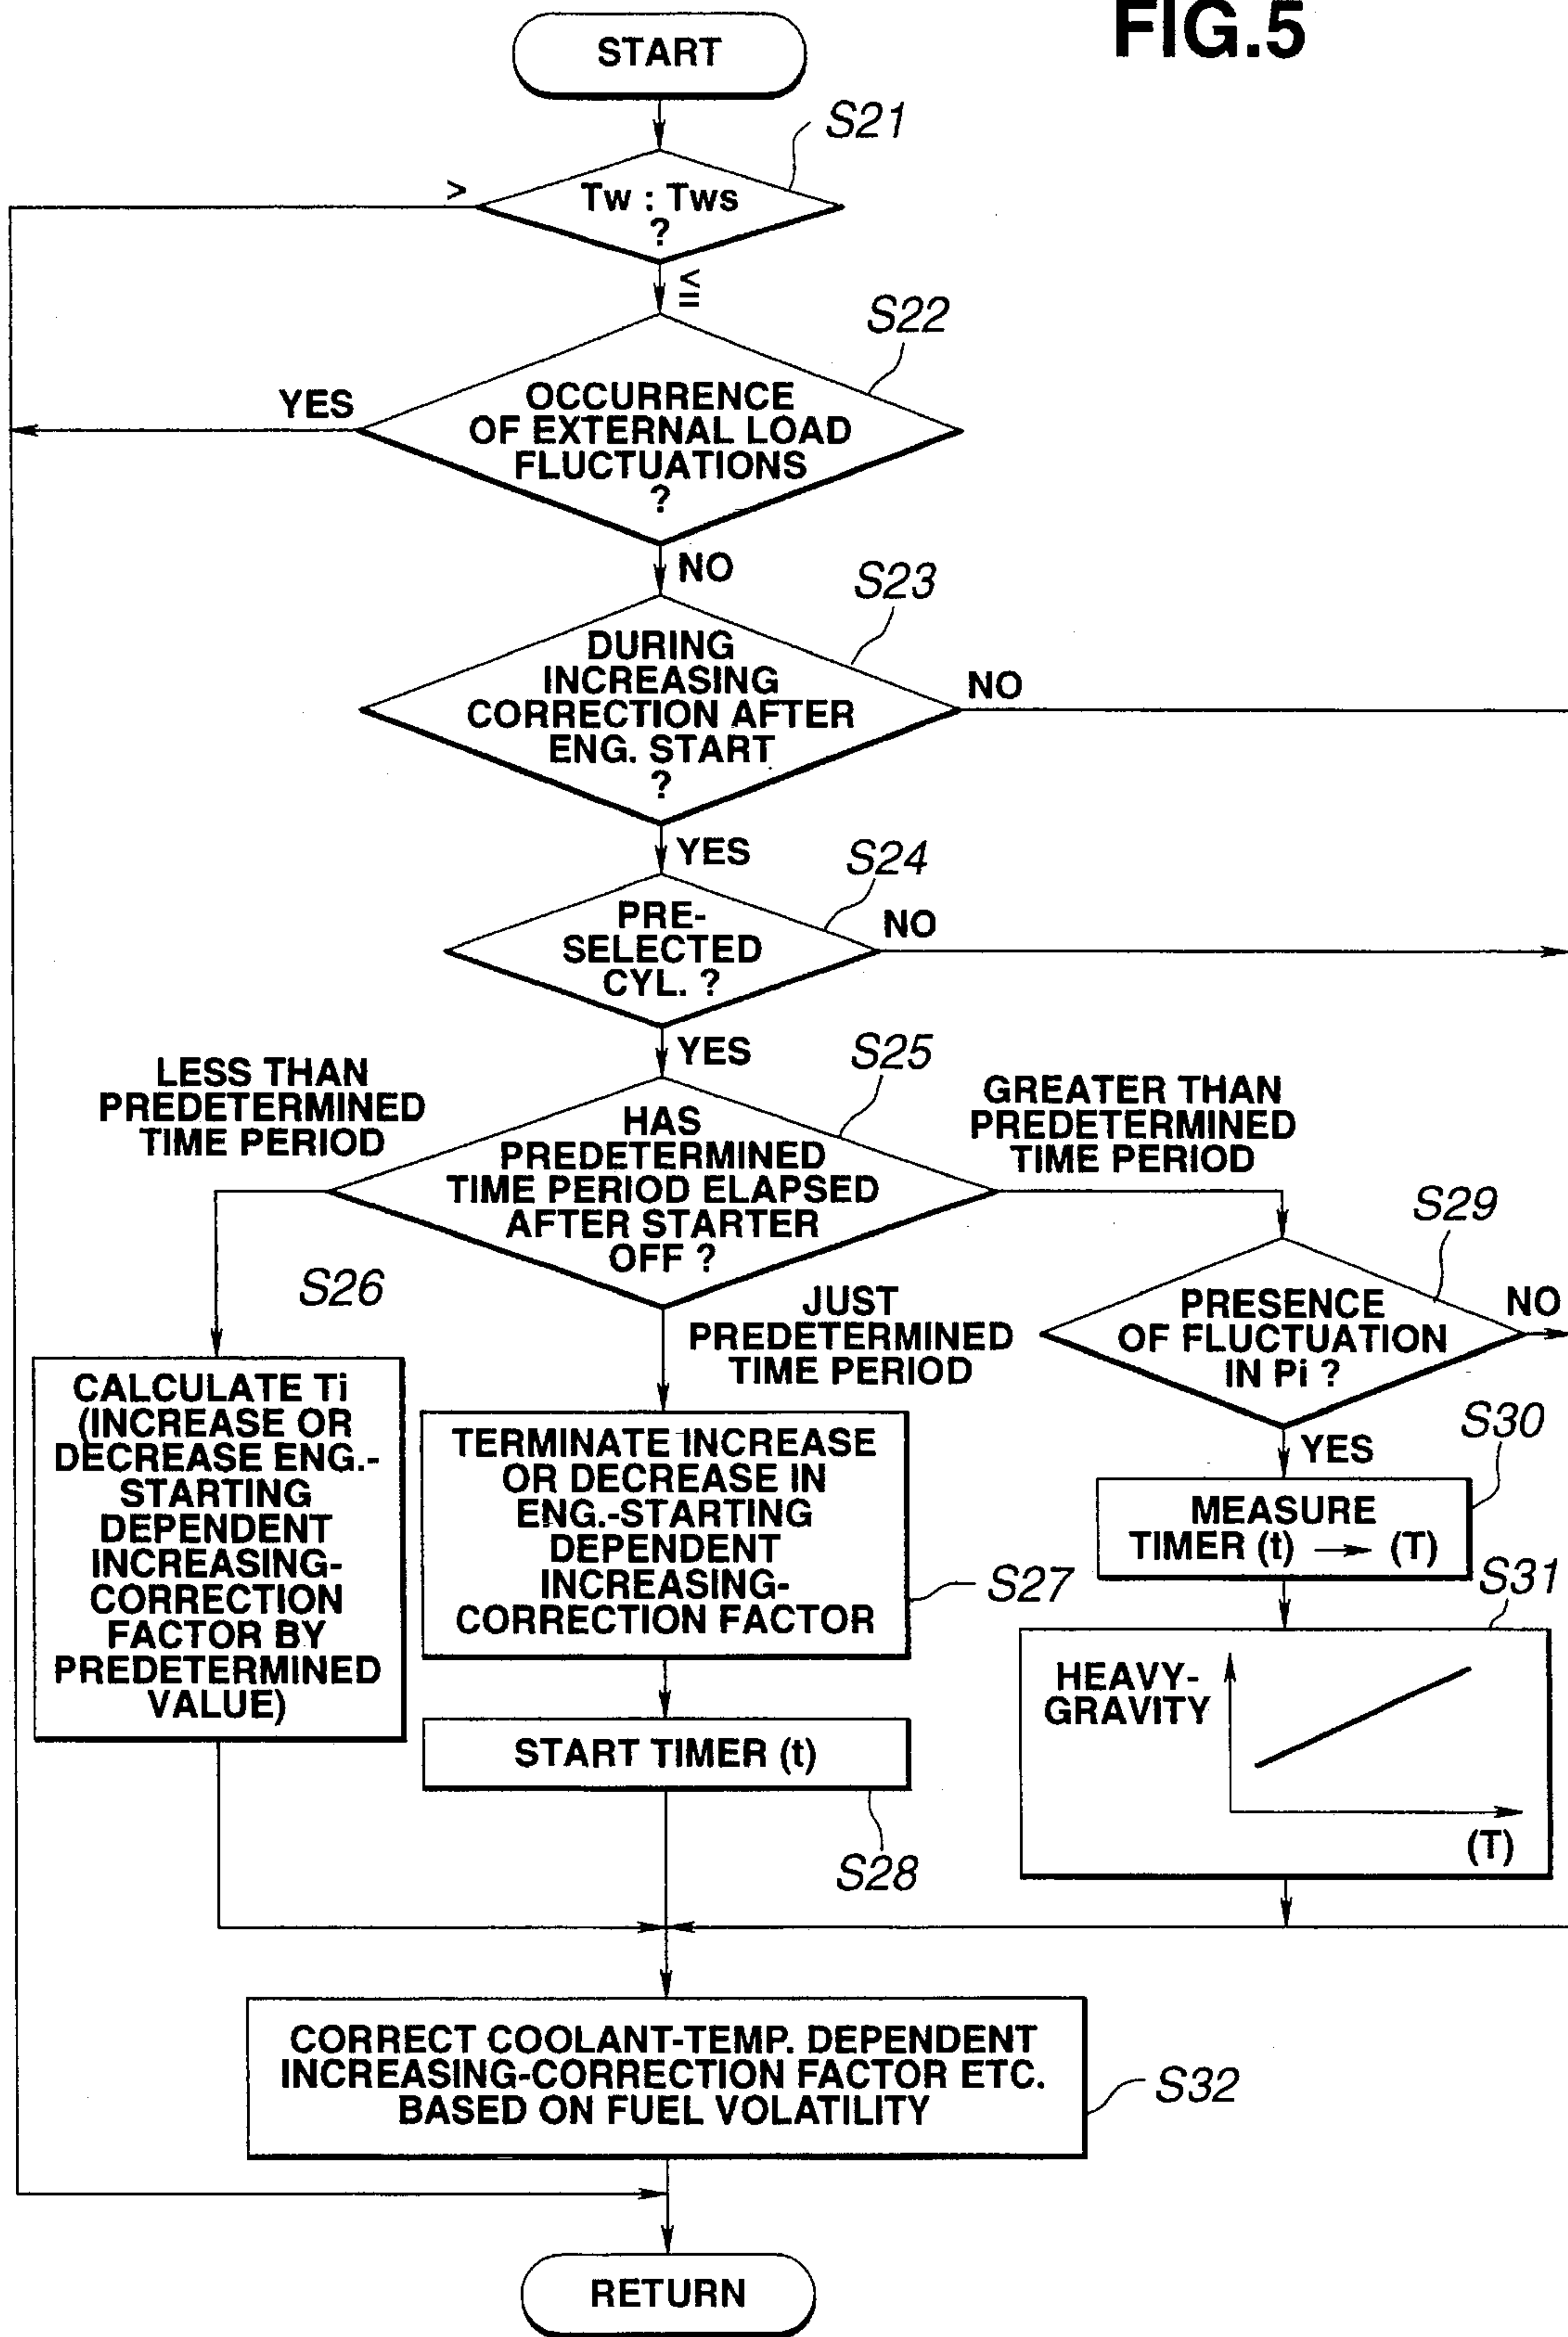 FIG.5
START
S21
>
Tw : Tws
?
≦
S22
YES
OCCURRENCE
OF EXTERNAL LOAD
FLUCTUATIONS
?
NO
S23
DURING
INCREASING
CORRECTION AFTER
ENG. START
?
NO
YES
S24
PRE-
SELECTED
CYL. ?
NO
YES
S25
LESS THAN
PREDETERMINED
TIME PERIOD
HAS
PREDETERMINED
TIME PERIOD ELAPSED
AFTER STARTER
OFF ?
GREATER THAN
PREDETERMINED
TIME PERIOD
S26
JUST
PREDETERMINED
TIME PERIOD
S29
PRESENCE
OF FLUCTUATION
IN Pi ?
NO
YES
CALCULATE Ti
(INCREASE OR
DECREASE ENG.-
STARTING
DEPENDENT
INCREASING-
CORRECTION
FACTOR BY
PREDETERMINED
VALUE)
TERMINATE INCREASE
OR DECREASE IN
ENG.-STARTING
DEPENDENT
INCREASING-
CORRECTION FACTOR
S27
S30
MEASURE
TIMER (t) → (T)
S31
HEAVY-
GRAVITY
(T)
START TIMER (t)
S28
CORRECT COOLANT-TEMP. DEPENDENT
INCREASING-CORRECTION FACTOR ETC.
BASED ON FUEL VOLATILITY
S32
RETURN